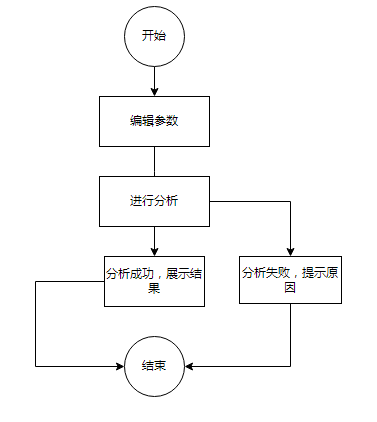 开始
编辑参数
进行分析
分析成功，展示结
果
分析失败，提示原
因
结束